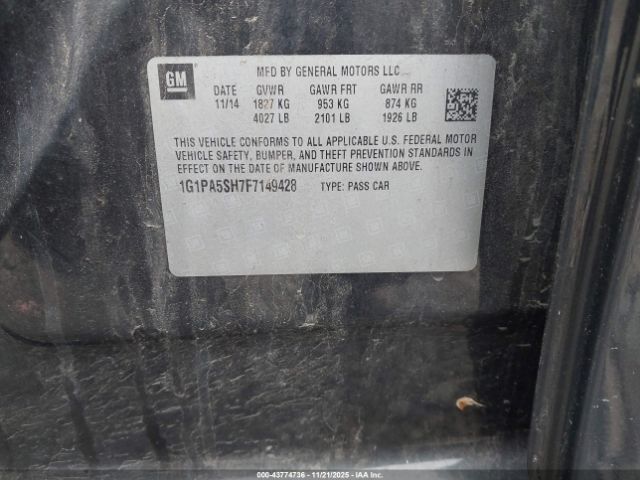 GM
MFD BY GENERAL MOTORS LLC
DATE GVWR GAWR FRT GAWR RR
11/14 1827 KG 953 KG 874 KG
4027 LB 2101 LB 1926 LB
THIS VEHICLE CONFORMS TO ALL APPLICABLE U.S. FEDERAL MOTOR
VEHICLE SAFETY, BUMPER, AND THEFT PREVENTION STANDARDS IN
EFFECT ON THE DATE OF MANUFACTURE SHOWN ABOVE.
1G1PA5SH7F7149428 TYPE: PASS CAR
000-43774736 - 11/21/2025 - IAA Inc.